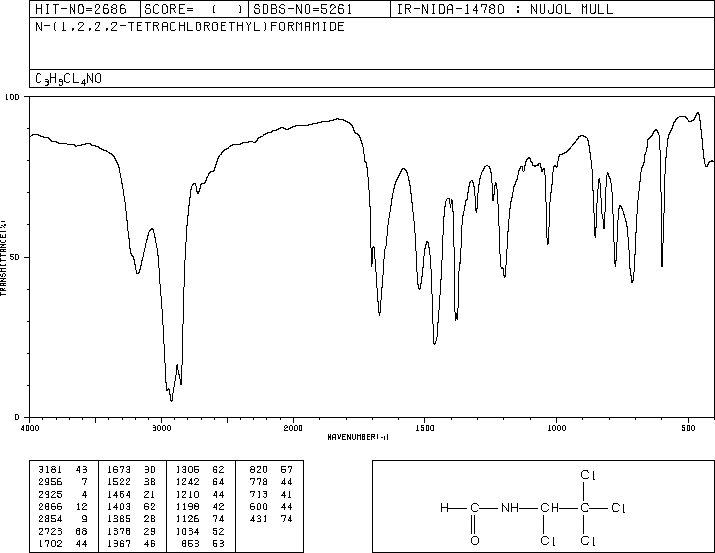 HIT-NO=2686 SCORE= ( ) SDBS-NO=5261 IR-NIDA-14780 : NUJOL MULL
N-(1,2,2,2-TETRACHLOROETHYL)FORMAMIDE
C3H3CL4NO
100
50
0
TRANSMITTANCE(%)
4000 3000 2000 1500 1000 500
WAVENUMBER(-1)
3181 43 1673 30 1306 62 820 57
2956 7 1522 38 1242 64 778 44
2925 4 1464 21 1210 44 713 41
2866 12 1403 62 1198 42 600 44
2854 9 1385 28 1126 74 431 74
2723 66 1378 29 1034 52
1702 44 1367 46 853 53
Cl
H C NH CH C Cl
O Cl Cl